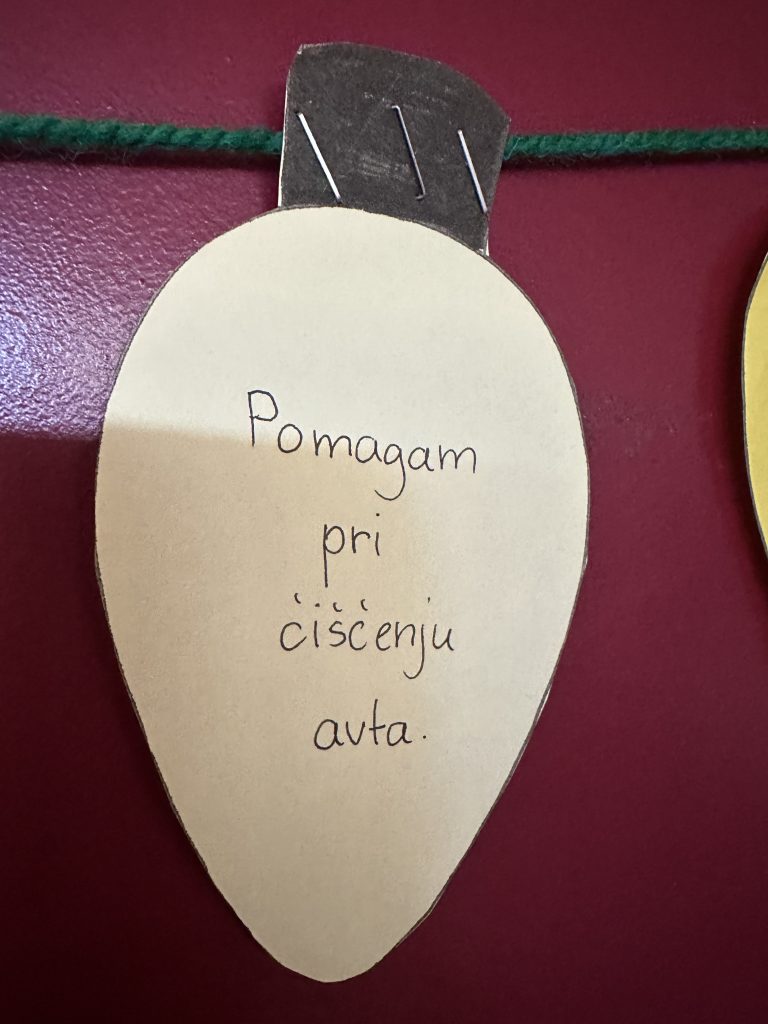 Pomagam
pri
čiščenju
avta.